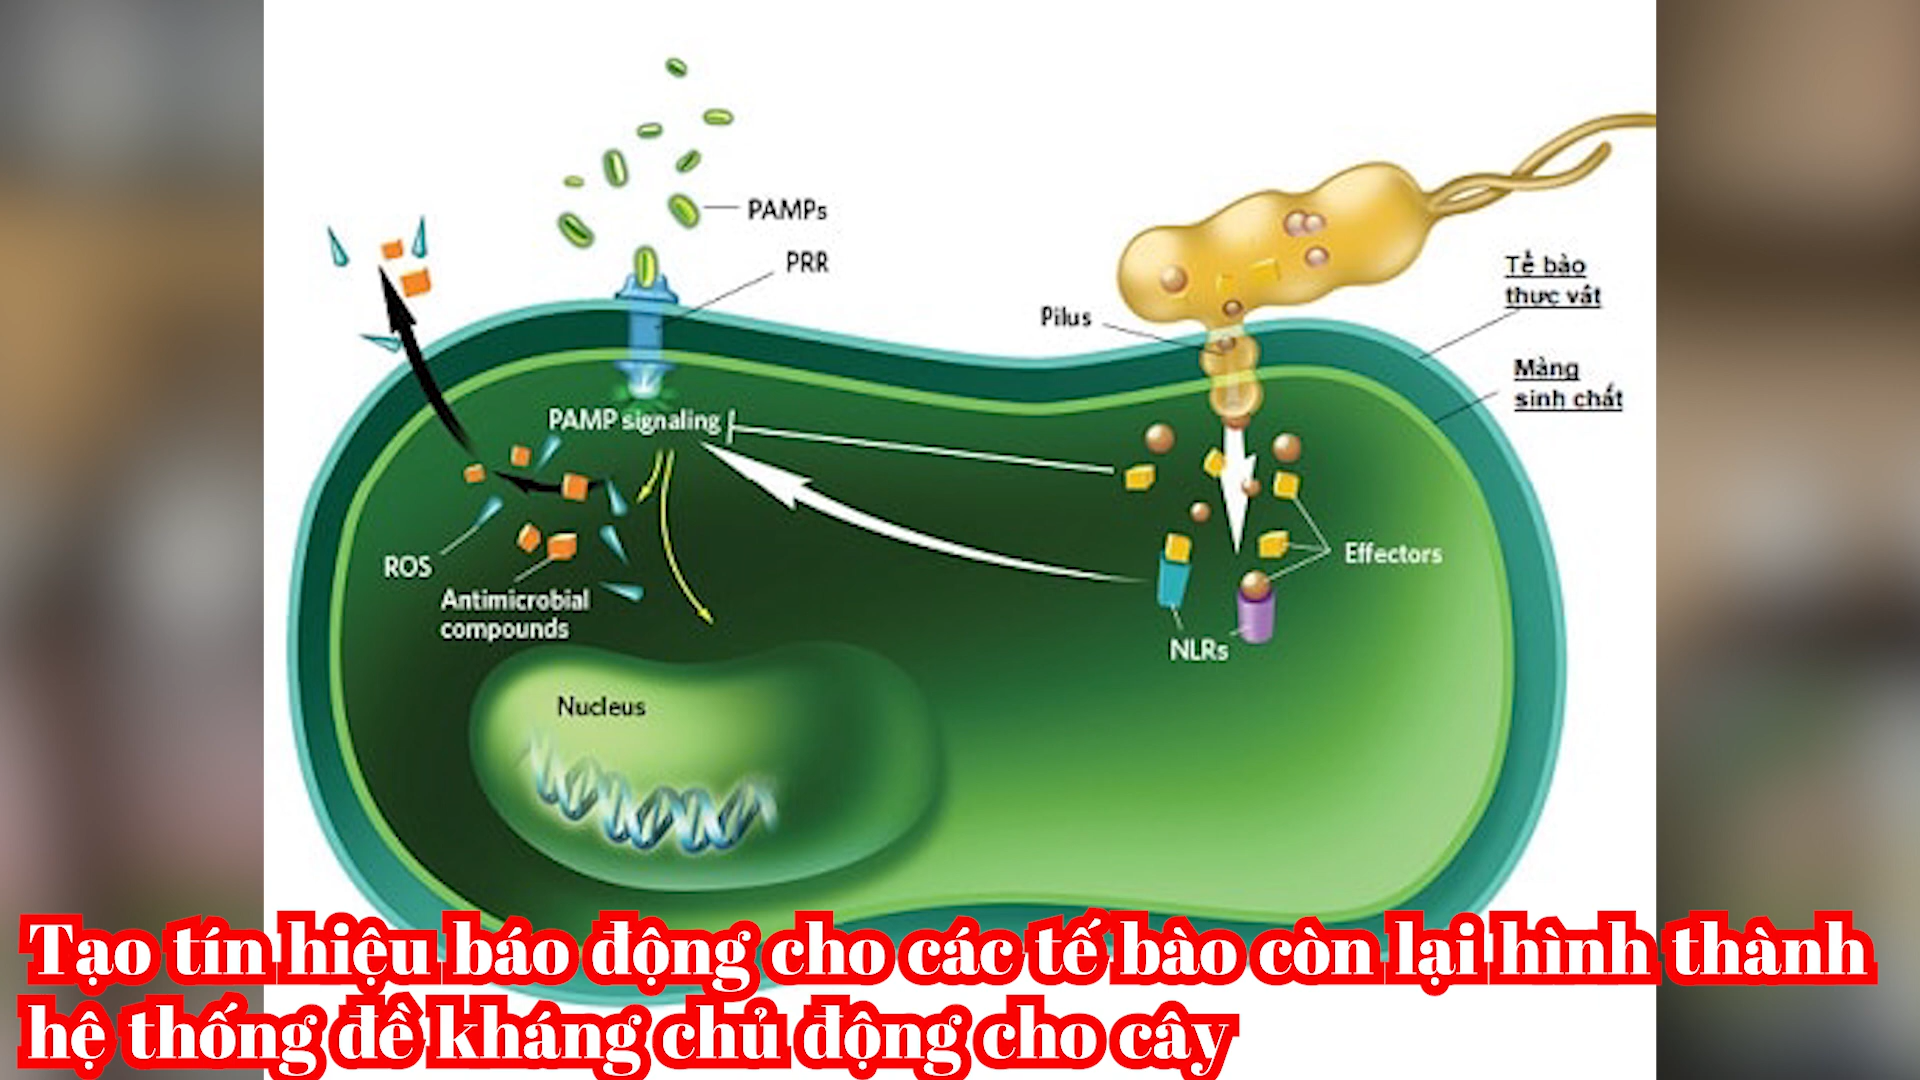 PAMPs
PRR
Pilus
Tế bào
thực vất
Màng
sinh chất
PAMP signaling
ROS
Antimicrobial
compounds
Effectors
NLRs
Nucleus
Tạo tín hiệu báo động cho các tế bào còn lại hình thành
hệ thống đề kháng chủ động cho cây